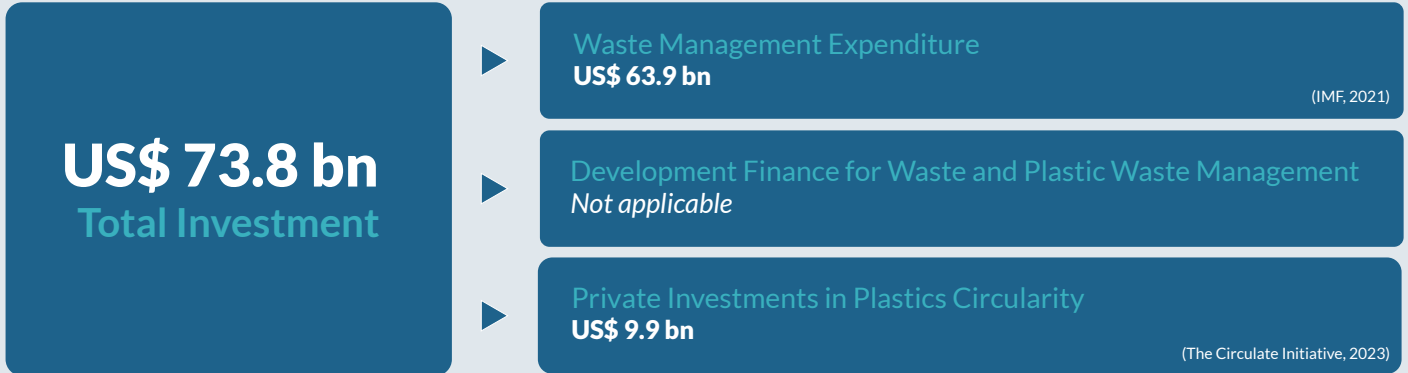 US$ 73.8 bn
Total Investment
Waste Management Expenditure
US$ 63.9 bn
(IMF, 2021)
Development Finance for Waste and Plastic Waste Management
Not applicable
Private Investments in Plastics Circularity
US$ 9.9 bn
(The Circulate Initiative, 2023)